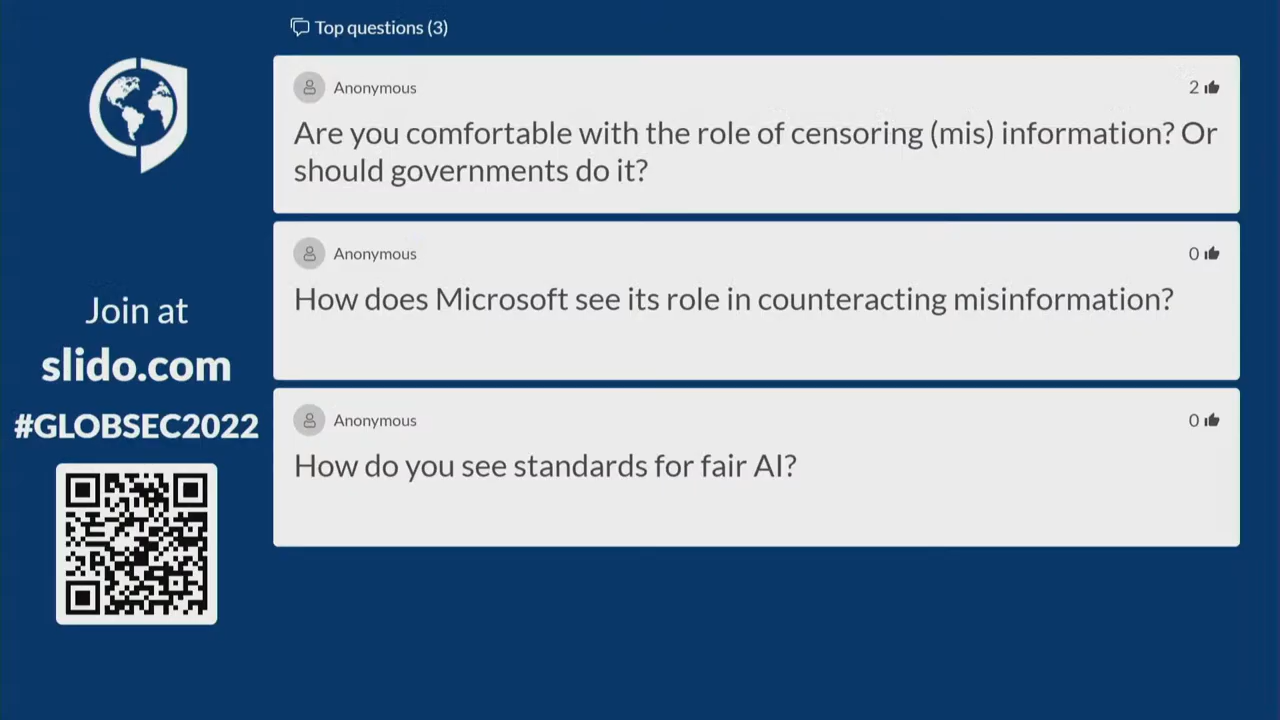 Top questions (3)
Anonymous
2
Are you comfortable with the role of censoring (mis) information? Or
should governments do it?
Anonymous
0
How does Microsoft see its role in counteracting misinformation?
Anonymous
0
How do you see standards for fair AI?
Join at
slido.com
#GLOBSEC2022